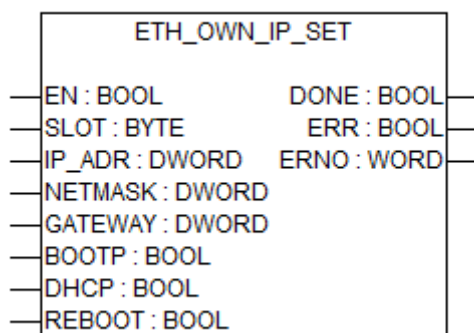 ETH_OWN_IP_SET
EN : BOOL DONE : BOOL
SLOT : BYTE ERR : BOOL
IP_ADR : DWORD ERNO : WORD
NETMASK : DWORD
GATEWAY : DWORD
BOOTP : BOOL
DHCP : BOOL
REBOOT : BOOL